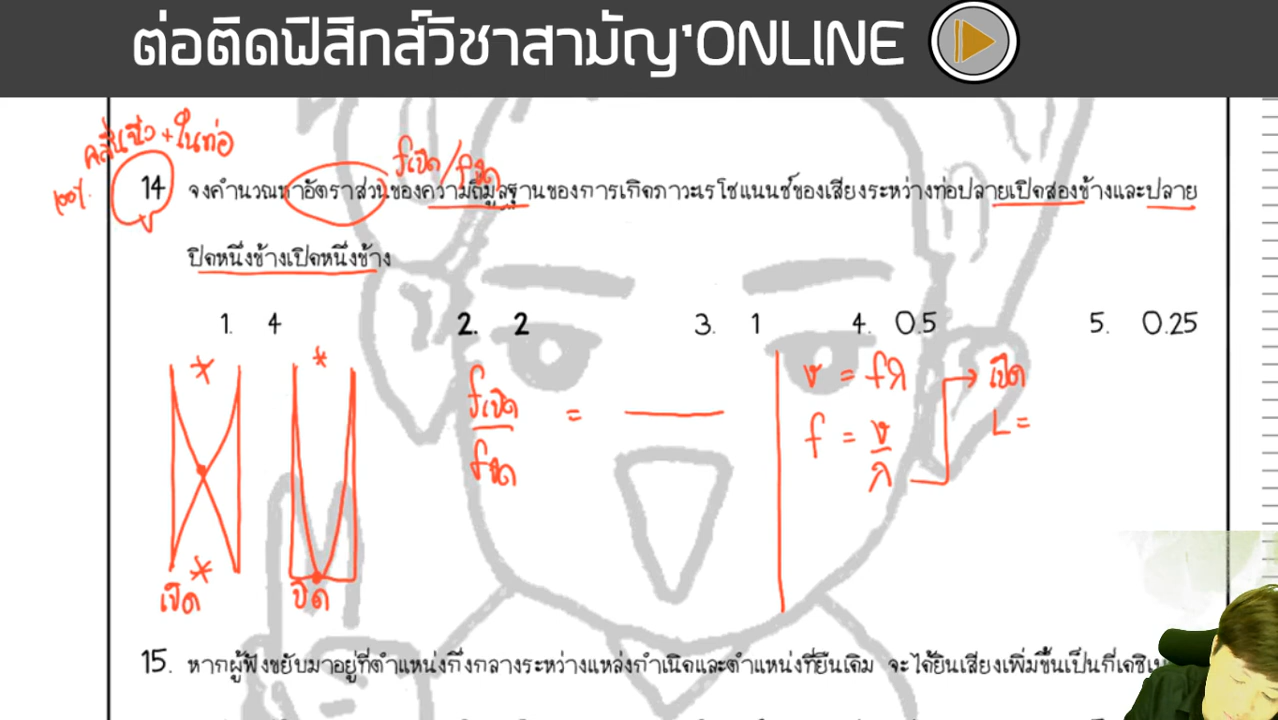 ต่อติดฟิสิกส์วิชาสามัญ'ONLINE
คลื่นนิ่ง + ในท่อ
100%
fเปิด/fปิด
14 จงคำนวณหาอัตราส่วนของความถี่มูลฐานของการเกิดภาวะเรโซแนนซ์ของเสียงระหว่างท่อปลายเปิดสองข้างและปลาย
ปิดหนึ่งข้างเปิดหนึ่งข้าง
1. 4 2. 2 3. 1 4. 0.5 5. 0.25
fเปิด
fปิด
=
v = fλ
f = v
λ
เปิด
L =
เปิด ปิด
15. หากผู้ฟังขยับมาอยู่ที่ตำแหน่งกึ่งกลางระหว่างแหล่งกำเนิดและตำแหน่งที่ยืนเดิม จะได้ยินเสียงเพิ่มขึ้นเป็นกี่เดซิเบ